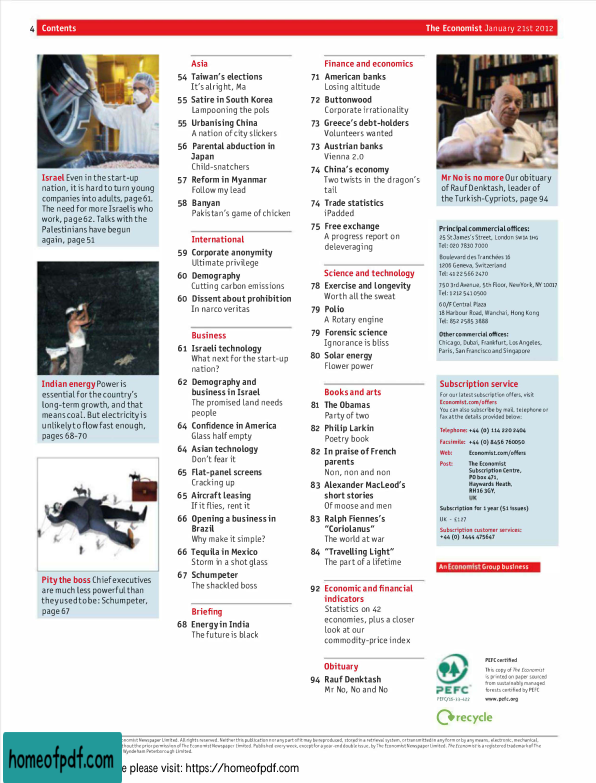 4 Contents
The Economist January 21st 2012
Israel Even in the start-up
nation, it is hard to turn young
companies into adults, page 61.
The need for more Israelis who
work, page 62. Talks with the
Palestinians have begun
again, page 51
Indian energy Power is
essential for the country's
long-term growth, and that
means coal. But electricity is
unlikely to flow fast enough,
pages 68-70
Pity the boss Chief executives
are much less powerful than
they used to be: Schumpeter,
page 67
Asia
54 Taiwan's elections
It's alright, Ma
55 Satire in South Korea
Lampooning the pols
55 Urbanising China
A nation of city slickers
56 Parental abduction in
Japan
Child-snatchers
57 Reform in Myanmar
Follow my lead
58 Banyan
Pakistan's game of chicken
International
59 Corporate anonymity
Ultimate privilege
60 Demography
Cutting carbon emissions
60 Dissent about prohibition
In narco veritas
Business
61 Israeli technology
What next for the start-up
nation?
62 Demography and
business in Israel
The promised land needs
people
64 Confidence in America
Glass half empty
64 Asian technology
Don't fear it
65 Flat-panel screens
Cracking up
65 Aircraft leasing
If it flies, rent it
66 Opening a business in
Brazil
Why make it simple?
66 Tequila in Mexico
Storm in a shot glass
67 Schumpeter
The shackled boss
Briefing
68 Energy in India
The future is black
Finance and economics
71 American banks
Losing altitude
72 Buttonwood
Corporate irrationality
73 Greece's debt-holders
Volunteers wanted
73 Austrian banks
Vienna 2.0
74 China's economy
Two twists in the dragon's
tail
74 Trade statistics
iPadded
75 Free exchange
A progress report on
deleveraging
Science and technology
78 Exercise and longevity
Worth all the sweat
79 Polio
A Rotary engine
79 Forensic science
Ignorance is bliss
80 Solar energy
Flower power
Books and arts
81 The Obamas
Party of two
82 Philip Larkin
Poetry book
82 In praise of French
parents
Non, non and non
83 Alexander MacLeod's
short stories
Of moose and men
83 Ralph Fiennes's
"Coriolanus"
The world at war
84 "Travelling Light"
The part of a lifetime
92 Economic and financial
indicators
Statistics on 42
economies, plus a closer
look at our
commodity-price index
Obituary
94 Rauf Denktash
Mr No, No and No
Mr No is no more Our obituary
of Rauf Denktash, leader of
the Turkish-Cypriots, page 94
Principal commercial offices:
25 St James's Street, London SW1A 1HG
Tel: 020 7830 7000
Boulevard des Tranchées 16
1206 Geneva, Switzerland
Tel: 41 22 566 2470
750 3rd Avenue, 5th Floor, New York, NY 10017
Tel: 1 212 541 0500
60/F Central Plaza
18 Harbour Road, Wanchai, Hong Kong
Tel: 852 2585 3888
Other commercial offices:
Chicago, Dubai, Frankfurt, Los Angeles,
Paris, San Francisco and Singapore
Subscription service
For our latest subscription offers, visit
Economist.com/offers
You can also subscribe by mail, telephone or
fax at the details provided below:
Telephone: +44 (0) 114 220 2404
Facsimile: +44 (0) 8456 760050
Web: Economist.com/offers
Post: The Economist
Subscription Centre,
PO box 471,
Haywards Heath,
RH16 3GY,
UK
Subscription for 1 year (51 issues)
UK – £127
Subscription customer services:
+44 (0) 1444 475647
An Economist Group business
PEFC
PEFC/16-33-422
PEFC certified
This copy of The Economist
is printed on paper sourced
from sustainably managed
forests certified by PEFC
www.pefc.org
recycle
onomist Newspaper Limited. All rights reserved. Neither this publication nor any part of it may be reproduced, stored in a retrieval system, or transmitted in any form or by any means, electronic, mechanical,
thout the prior permission of The Economist Newspaper Limited. Published every week, except for a year-end double issue, by The Economist Newspaper Limited. The Economist is a registered trademark of The
Wyndeham Peterborough Limited.
homeofpdf.com
e please visit: https://homeofpdf.com